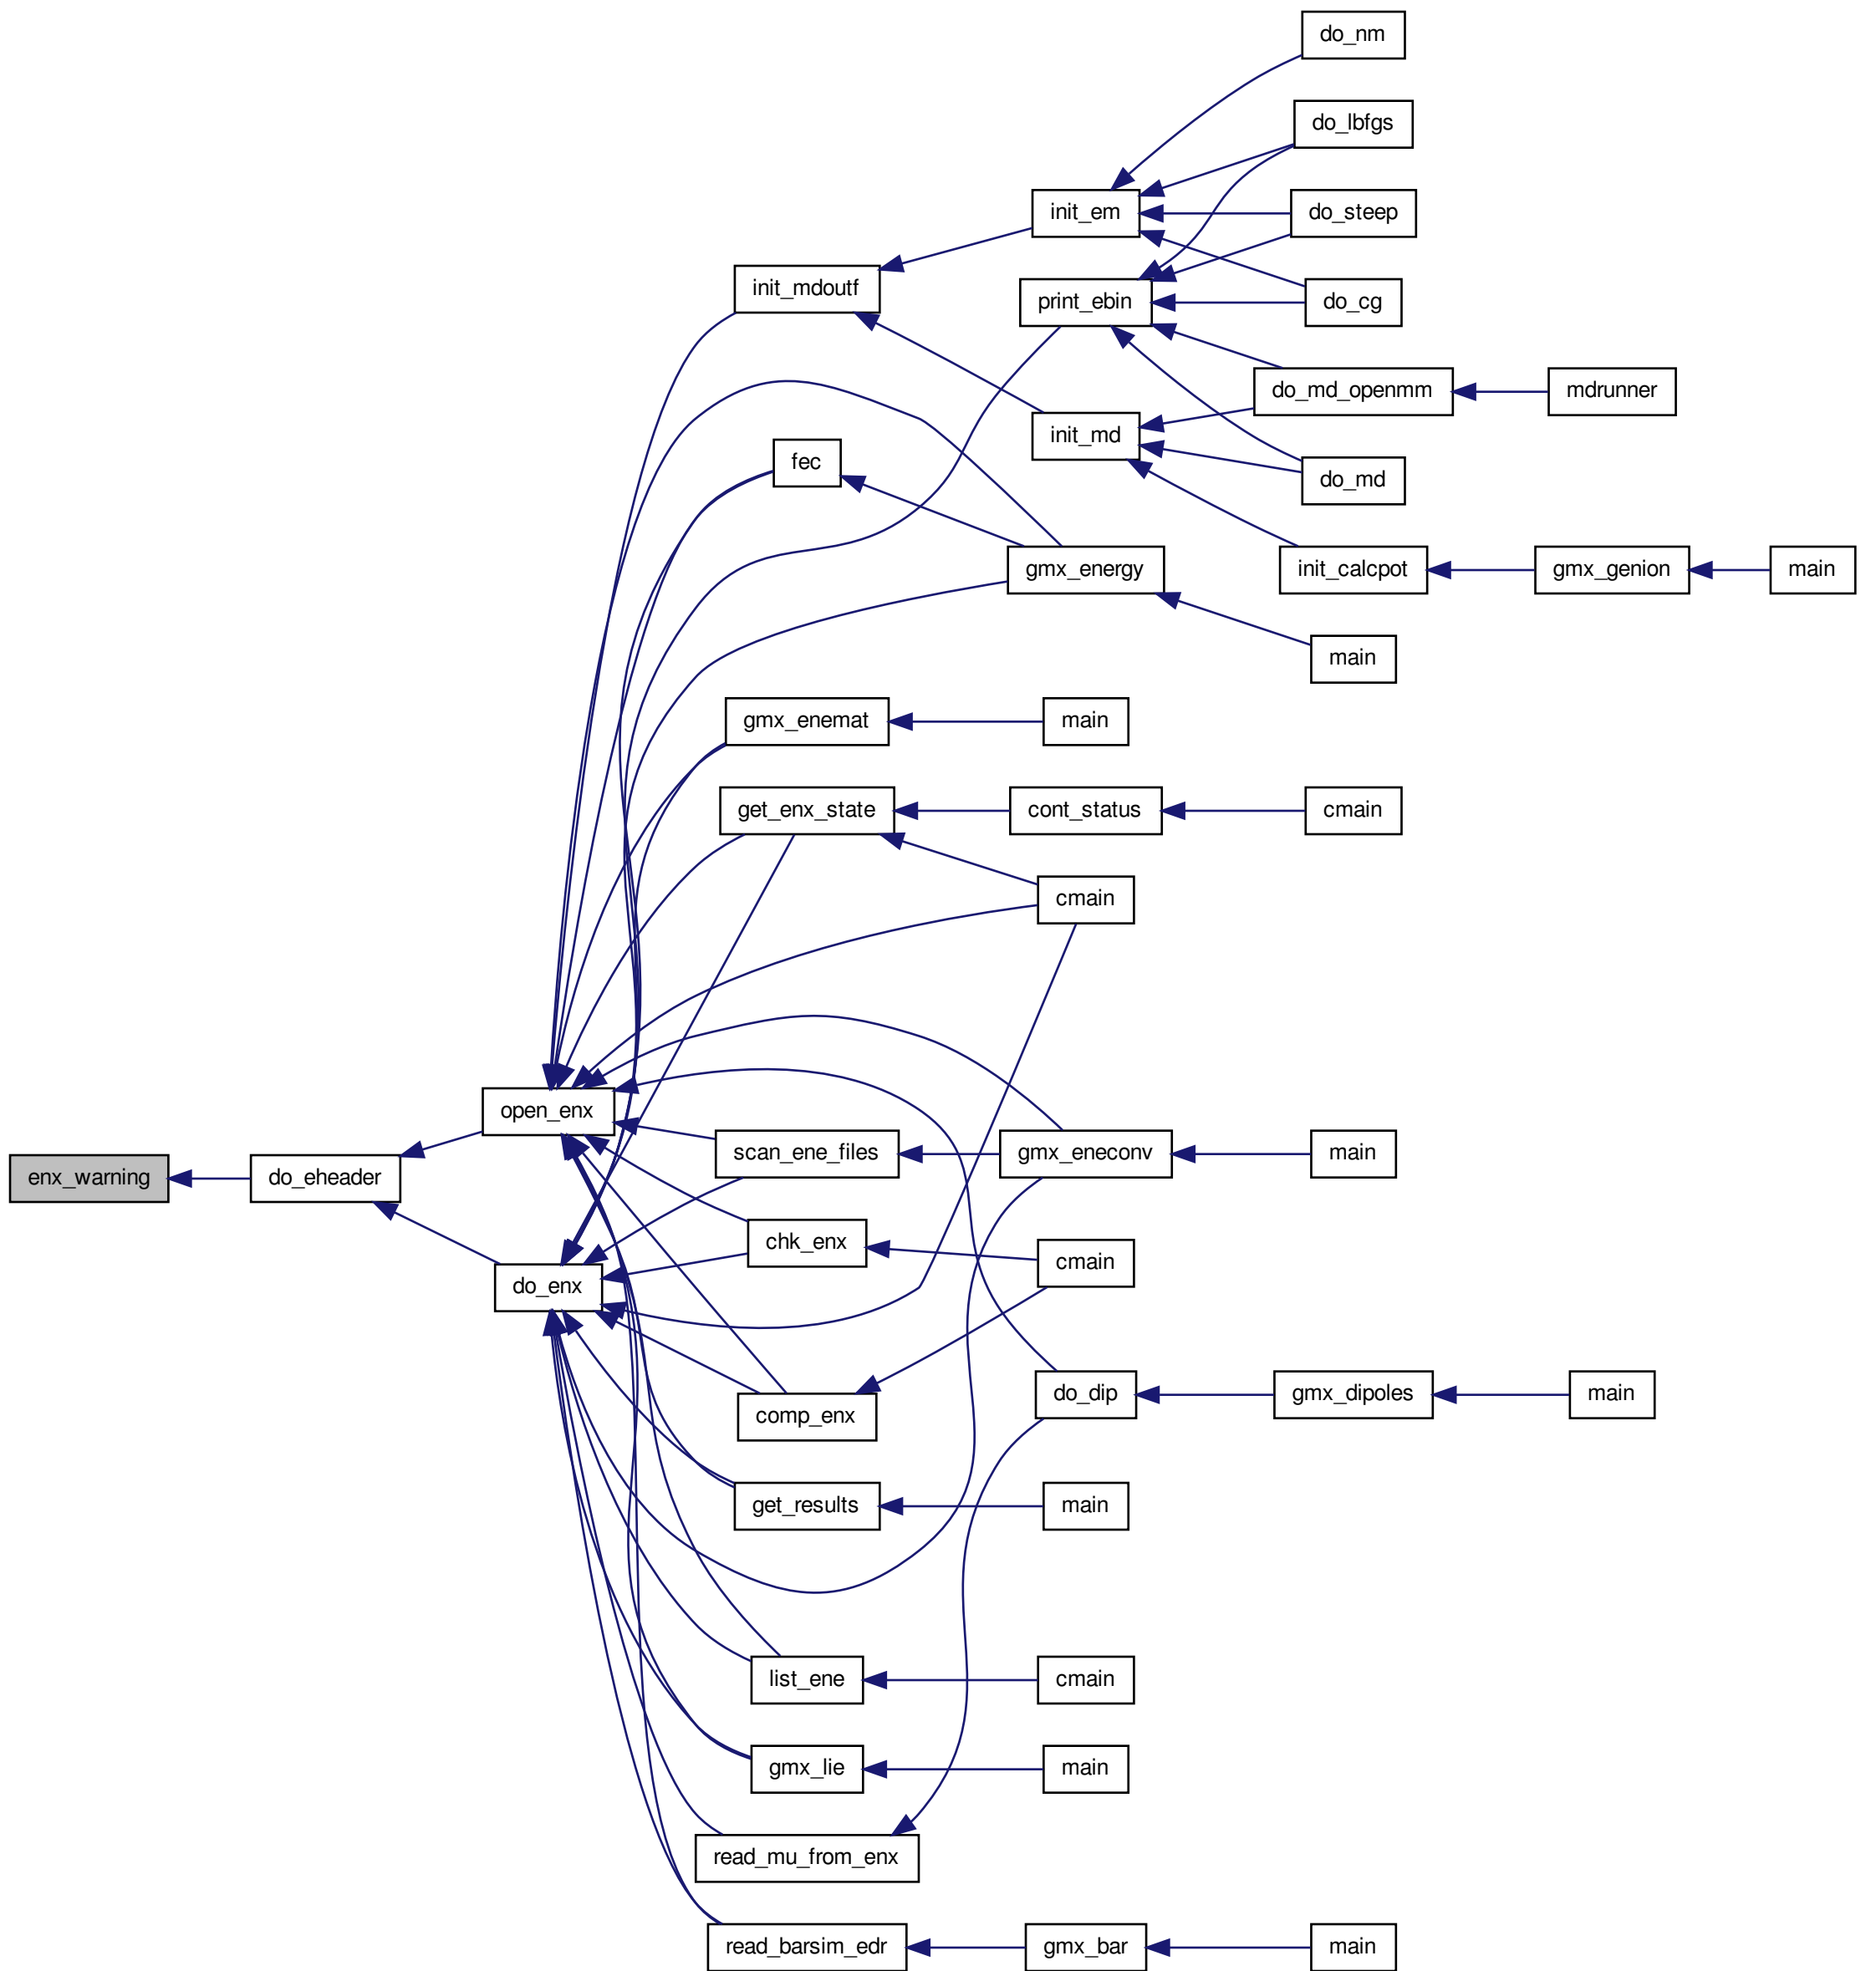 do_nm
do_lbfgs
init_em
do_steep
init_mdoutf
print_ebin
do_cg
do_md_openmm
mdrunner
init_md
fec
do_md
gmx_energy
init_calcpot
gmx_genion
main
main
gmx_enemat
main
get_enx_state
cont_status
cmain
cmain
open_enx
scan_ene_files
gmx_eneconv
main
enx_warning
do_eheader
chk_enx
cmain
do_enx
do_dip
gmx_dipoles
main
comp_enx
get_results
main
list_ene
cmain
gmx_lie
main
read_mu_from_enx
read_barsim_edr
gmx_bar
main